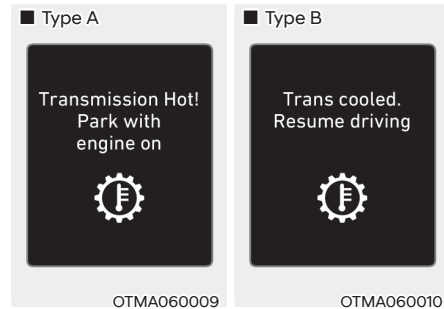 ■ Type A
Transmission Hot!
Park with
engine on
OTMA060009
■ Type B
Trans cooled.
Resume driving
OTMA060010